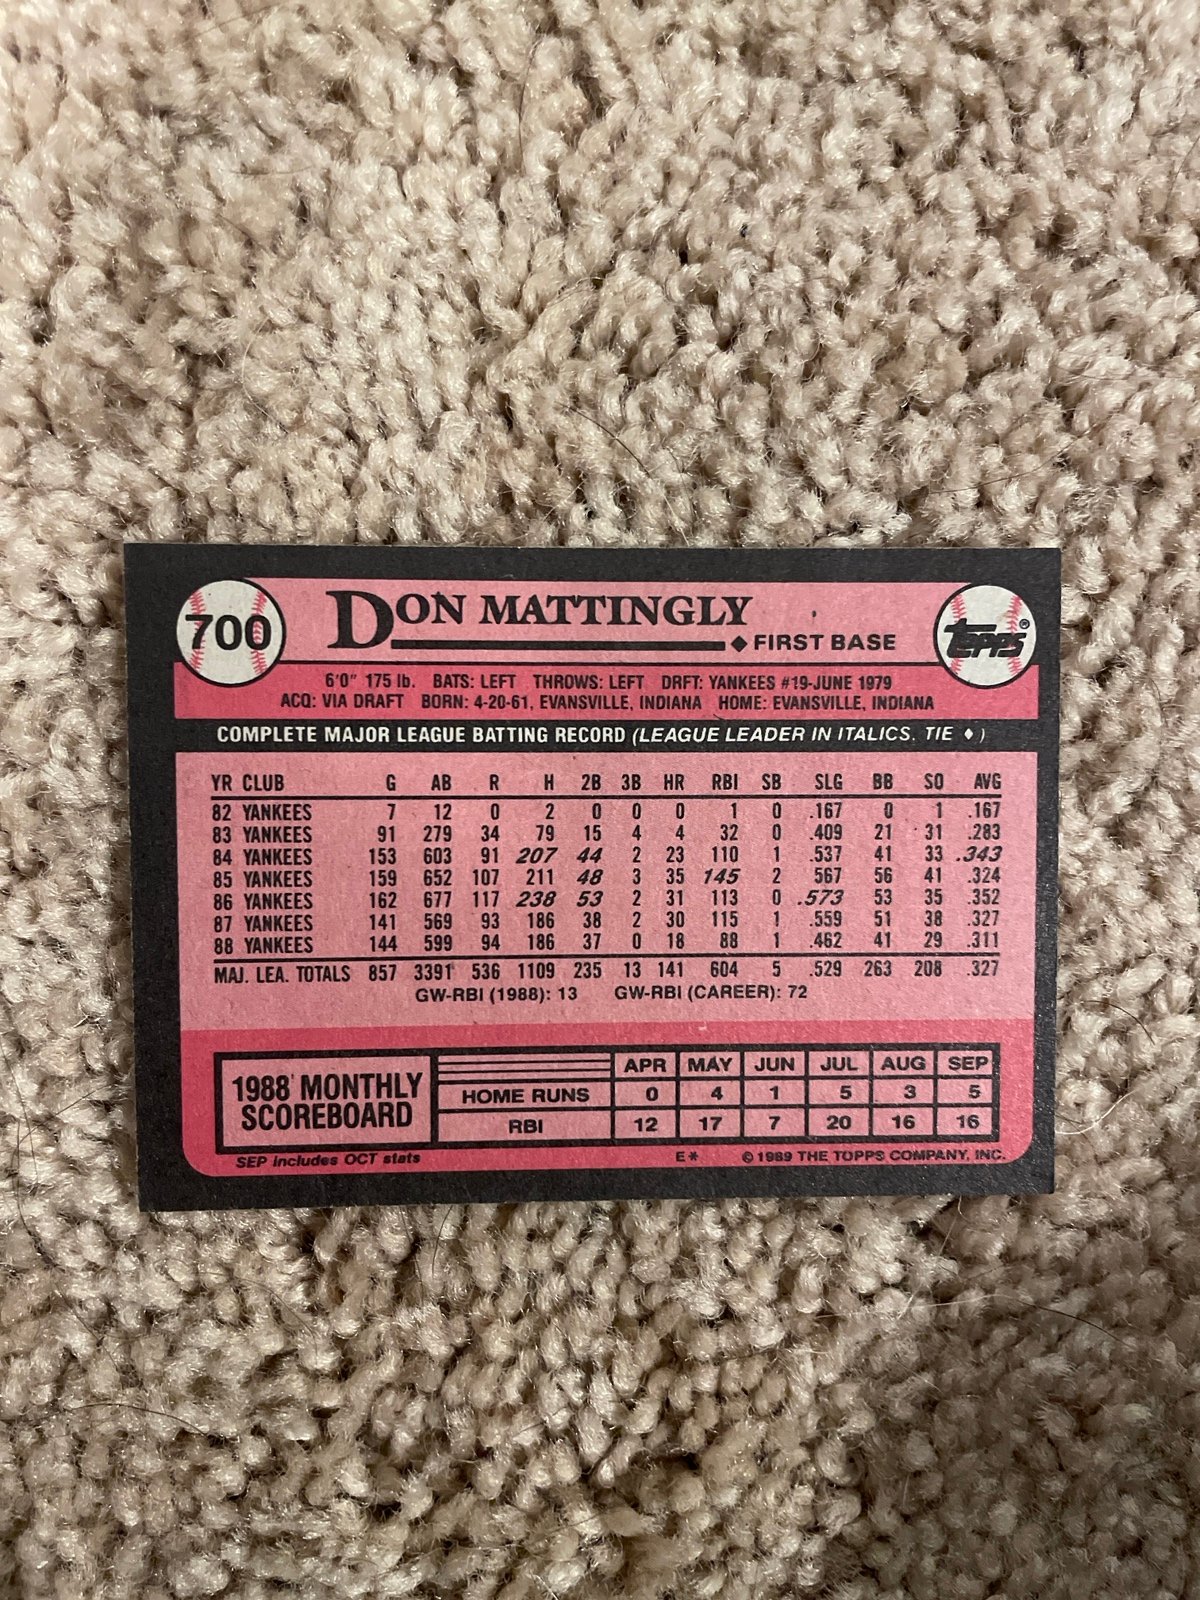 700
DON MATTINGLY
◆ FIRST BASE
TOPPS®
6'0" 175 lb. BATS: LEFT THROWS: LEFT DRFT: YANKEES #19-JUNE 1979
ACQ: VIA DRAFT BORN: 4-20-61, EVANSVILLE, INDIANA HOME: EVANSVILLE, INDIANA
COMPLETE MAJOR LEAGUE BATTING RECORD (LEAGUE LEADER IN ITALICS. TIE ♦)
YR CLUB G AB R H 2B 3B HR RBI SB SLG BB SO AVG
82 YANKEES 7 12 0 2 0 0 0 1 0 .167 0 1 .167
83 YANKEES 91 279 34 79 15 4 4 32 0 .409 21 31 .283
84 YANKEES 153 603 91 207 44 2 23 110 1 .537 41 33 .343
85 YANKEES 159 652 107 211 48 3 35 145 2 .567 56 41 .324
86 YANKEES 162 677 117 238 53 2 31 113 0 .573 53 35 .352
87 YANKEES 141 569 93 186 38 2 30 115 1 .559 51 38 .327
88 YANKEES 144 599 94 186 37 0 18 88 1 .462 41 29 .311
MAJ. LEA. TOTALS 857 3391 536 1109 235 13 141 604 5 .529 263 208 .327
GW-RBI (1988): 13 GW-RBI (CAREER): 72
1988 MONTHLY SCOREBOARD
APR MAY JUN JUL AUG SEP
HOME RUNS 0 4 1 5 3 5
RBI 12 17 7 20 16 16
SEP includes OCT stats E* © 1989 THE TOPPS COMPANY, INC.